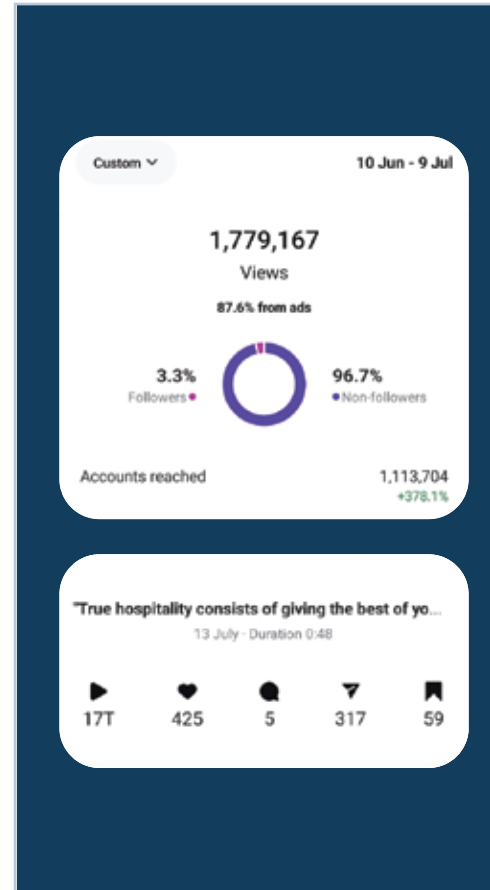 Custom
10 Jun - 9 Jul
1,779,167
Views
87.6% from ads
3.3%
Followers
96.7%
Non-followers
Accounts reached
1,113,704
+378.1%
"True hospitality consists of giving the best of yo...
13 July · Duration 0:48
17T
425
5
317
59